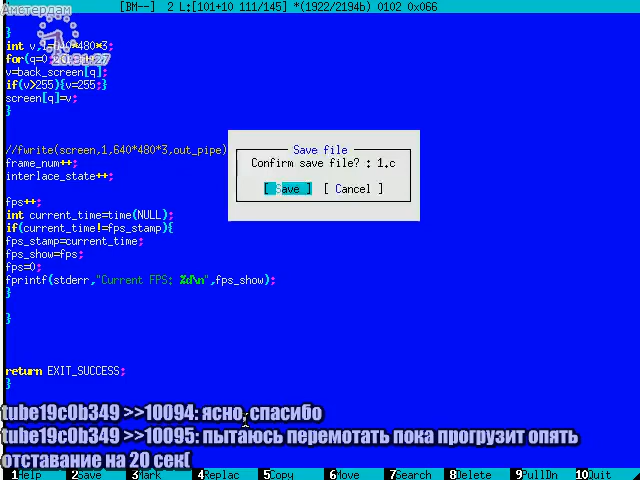 Амстердам
[BM--]  2 L:[101+10 111/145] *(1922/2194b) 0102 0x066
}
int v,i=640*480*3;
for(q=0;
v=back_screen[q];
if(v>255){v=255;}
screen[q]=v;
}
//fwrite(screen,1,640*480*3,out_pipe)
frame_num++;
interlace_state++;
fps++;
int current_time=time(NULL);
if(current_time!=fps_stamp){
fps_stamp=current_time;
fps_show=fps;
fps=0;
fprintf(stderr,"Current FPS: %d\n",fps_show);
}
}
return EXIT_SUCCESS;
}
Save file
Confirm save file? : 1.c
[ Save ] [ Cancel ]
tube19c0b349 >>10094: ясно, спасибо
tube19c0b349 >>10095: пытаюсь перемотать пока прогрузит опять
отставание на 20 сек(
1Help 2Save 3Mark 4Replac 5Copy 6Move 7Search 8Delete 9PullDn 10Quit